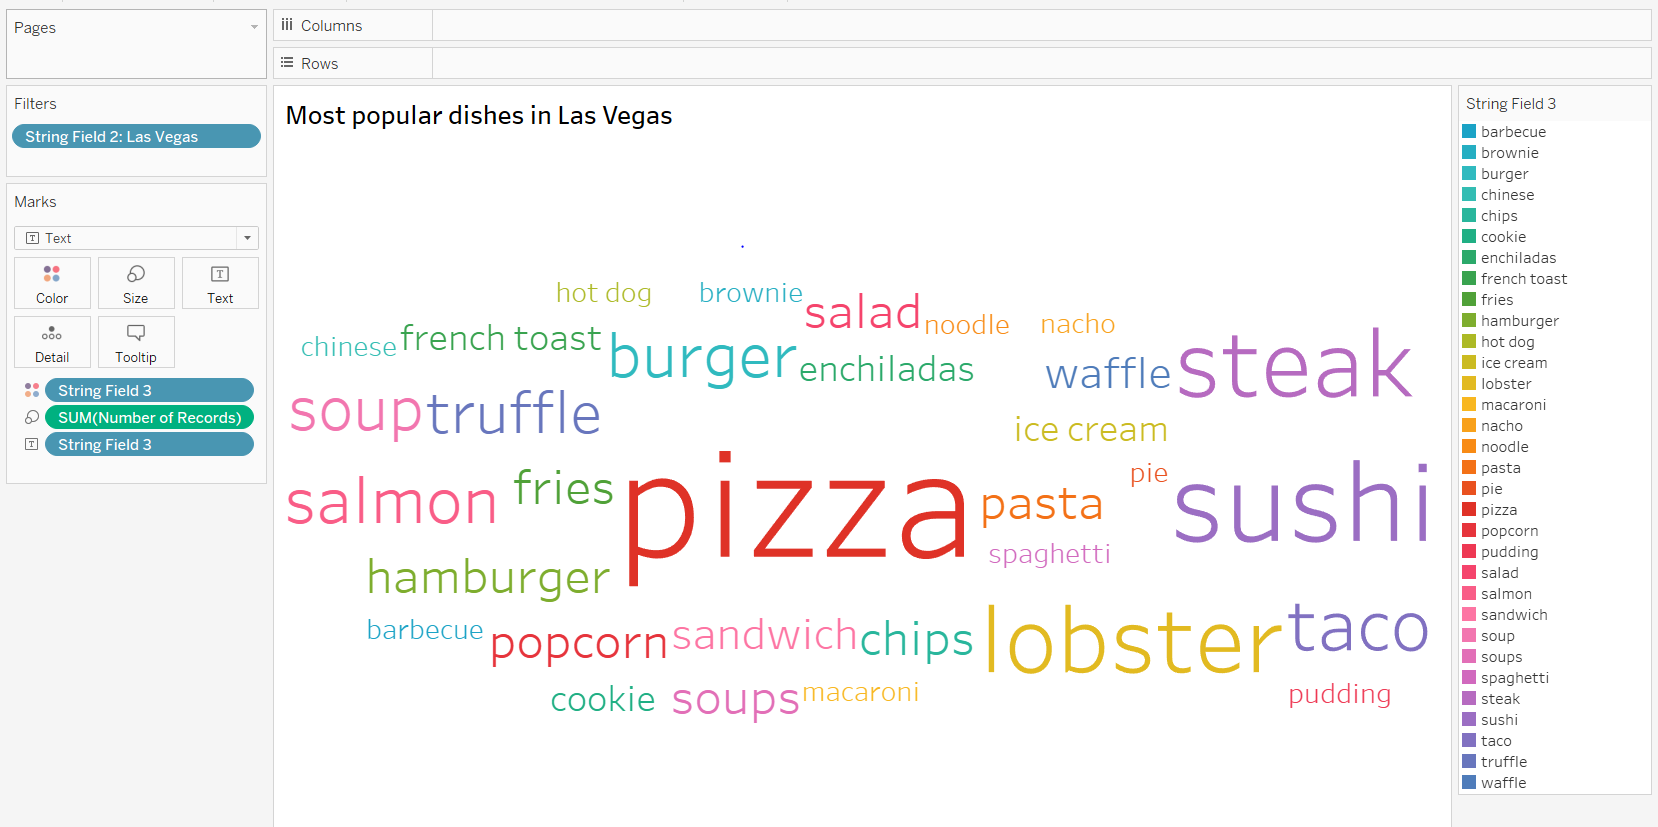 Pages
Columns
Rows
Filters
String Field 2: Las Vegas
Marks
Text
Color
Size
Text
Detail
Tooltip
String Field 3
SUM(Number of Records)
String Field 3
Most popular dishes in Las Vegas
hot dog
brownie
salad
noodle
nacho
chinese
french toast
burger
enchiladas
waffle
steak
soup
truffle
ice cream
pie
salmon
fries
pizza
pasta
sushi
spaghetti
hamburger
barbecue
popcorn
sandwich
chips
lobster
taco
cookie
soups
macaroni
pudding
String Field 3
barbecue
brownie
burger
chinese
chips
cookie
enchiladas
french toast
fries
hamburger
hot dog
ice cream
lobster
macaroni
nacho
noodle
pasta
pie
pizza
popcorn
pudding
salad
salmon
sandwich
soup
soups
spaghetti
steak
sushi
taco
truffle
waffle